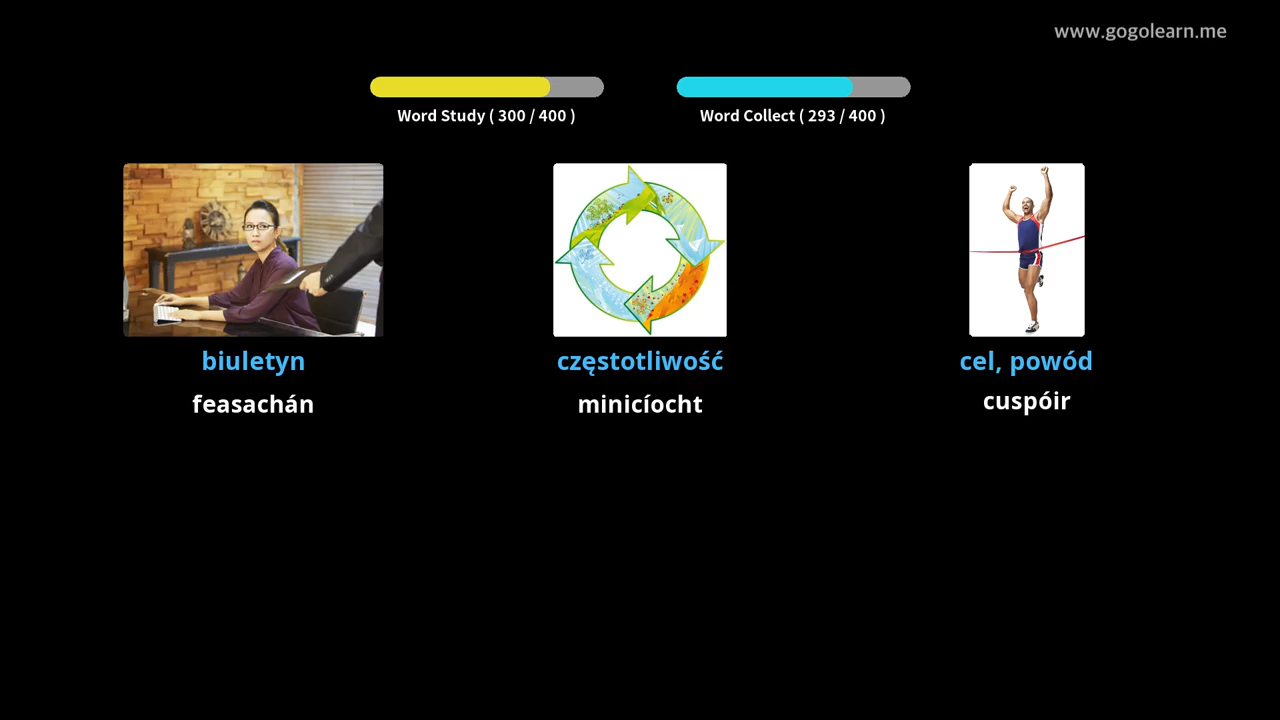 www.gogolearn.me
Word Study ( 300 / 400 )
Word Collect ( 293 / 400 )
biuletyn
feasachán
częstotliwość
minicíocht
cel, powód
cuspóir